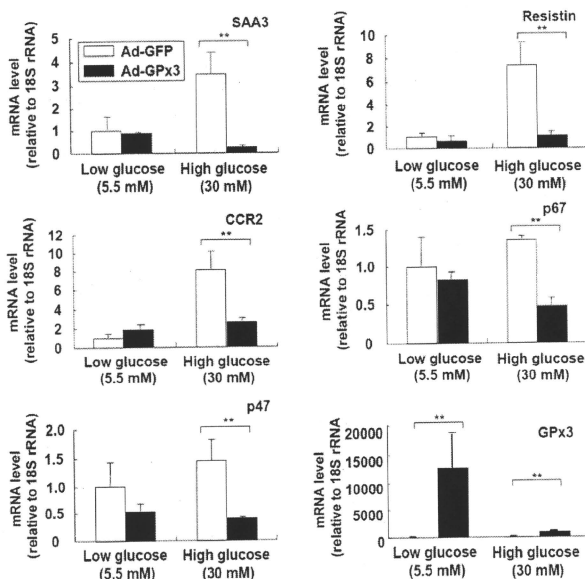 SAA3
mRNA level
(relative to 18S rRNA)
5
4
3
2
1
0
Ad-GFP
Ad-GPx3
**
Low glucose
(5.5 mM)
High glucose
(30 mM)
Resistin
mRNA level
(relative to 18S rRNA)
10
8
6
4
2
0
**
Low glucose
(5.5 mM)
High glucose
(30 mM)
CCR2
mRNA level
(relative to 18S rRNA)
12
10
8
6
4
2
0
**
Low glucose
(5.5 mM)
High glucose
(30 mM)
p67
mRNA level
(relative to 18S rRNA)
1.5
1.0
0.5
0
**
Low glucose
(5.5 mM)
High glucose
(30 mM)
p47
mRNA level
(relative to 18S rRNA)
2.0
1.5
1.0
0.5
0
**
Low glucose
(5.5 mM)
High glucose
(30 mM)
GPx3
mRNA level
(relative to 18S rRNA)
20000
15000
10000
5000
0
**
**
Low glucose
(5.5 mM)
High glucose
(30 mM)